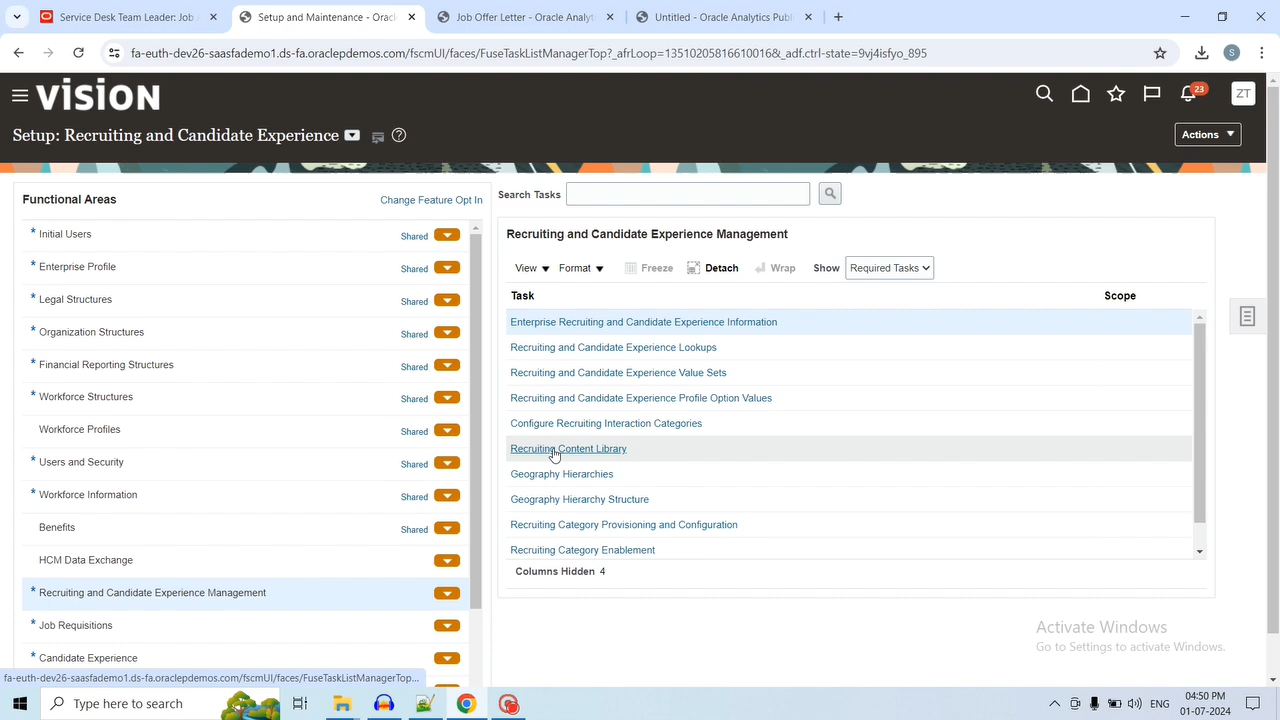 Service Desk Team Leader: Job
Setup and Maintenance - Orac
Job Offer Letter - Oracle Analyt
Untitled - Oracle Analytics Publ
fa-euth-dev26-saasfademo1.ds-fa.oraclepdemos.com/fscmUI/faces/FuseTaskListManagerTop?_afrLoop=13510205816610016&_adf.ctrl-state=9vj4isfyo_895
S
VISION
23
ZT
Setup: Recruiting and Candidate Experience
Actions
Functional Areas
Change Feature Opt In
* Initial Users Shared
* Enterprise Profile Shared
* Legal Structures Shared
* Organization Structures Shared
* Financial Reporting Structures Shared
* Workforce Structures Shared
Workforce Profiles Shared
* Users and Security Shared
* Workforce Information Shared
Benefits Shared
HCM Data Exchange
* Recruiting and Candidate Experience Management
* Job Requisitions
* Candidate Experience
Search Tasks
Recruiting and Candidate Experience Management
View Format Freeze Detach Wrap Show Required Tasks
Task Scope
Enterprise Recruiting and Candidate Experience Information
Recruiting and Candidate Experience Lookups
Recruiting and Candidate Experience Value Sets
Recruiting and Candidate Experience Profile Option Values
Configure Recruiting Interaction Categories
Recruiting Content Library
Geography Hierarchies
Geography Hierarchy Structure
Recruiting Category Provisioning and Configuration
Recruiting Category Enablement
Columns Hidden 4
Activate Windows
Go to Settings to activate Windows.
fa-euth-dev26-saasfademo1.ds-fa.oraclepdemos.com/fscmUI/faces/FuseTaskListManagerTop...
Type here to search
ENG
04:50 PM
01-07-2024